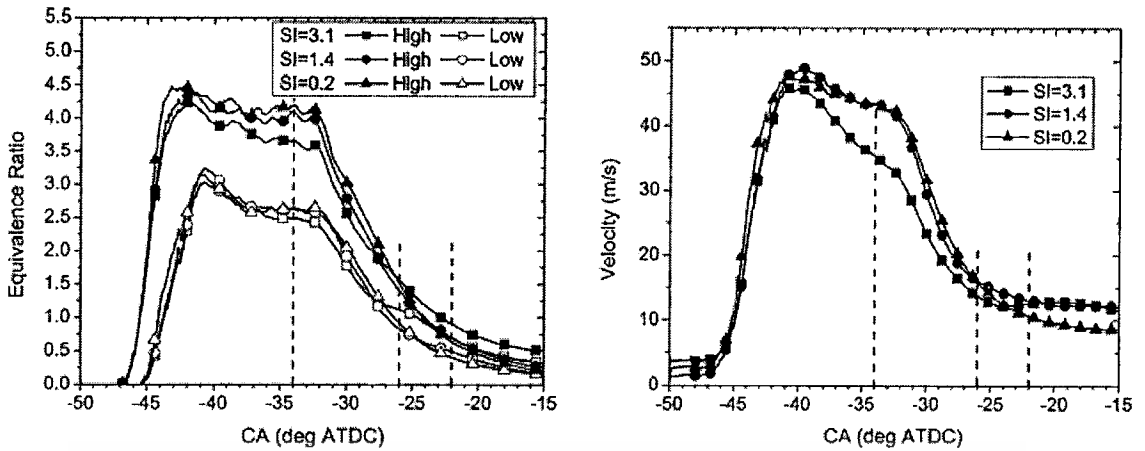 5.5
5.0
4.5
4.0
3.5
3.0
2.5
2.0
1.5
1.0
0.5
0.0
Equivalence Ratio
SI=3.1 High Low
SI=1.4 High Low
SI=0.2 High Low
-50 -45 -40 -35 -30 -25 -20 -15
CA (deg ATDC)
50
40
30
20
10
0
Velocity (m/s)
SI=3.1
SI=1.4
SI=0.2
-50 -45 -40 -35 -30 -25 -20 -15
CA (deg ATDC)